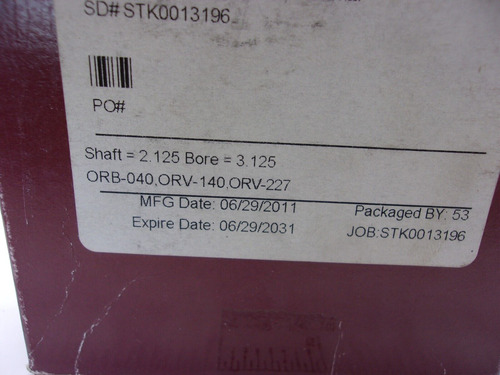 SD# STK0013196
PO#
Shaft = 2.125 Bore = 3.125
ORB-040,ORV-140,ORV-227
MFG Date: 06/29/2011 Packaged BY: 53
Expire Date: 06/29/2031 JOB:STK0013196